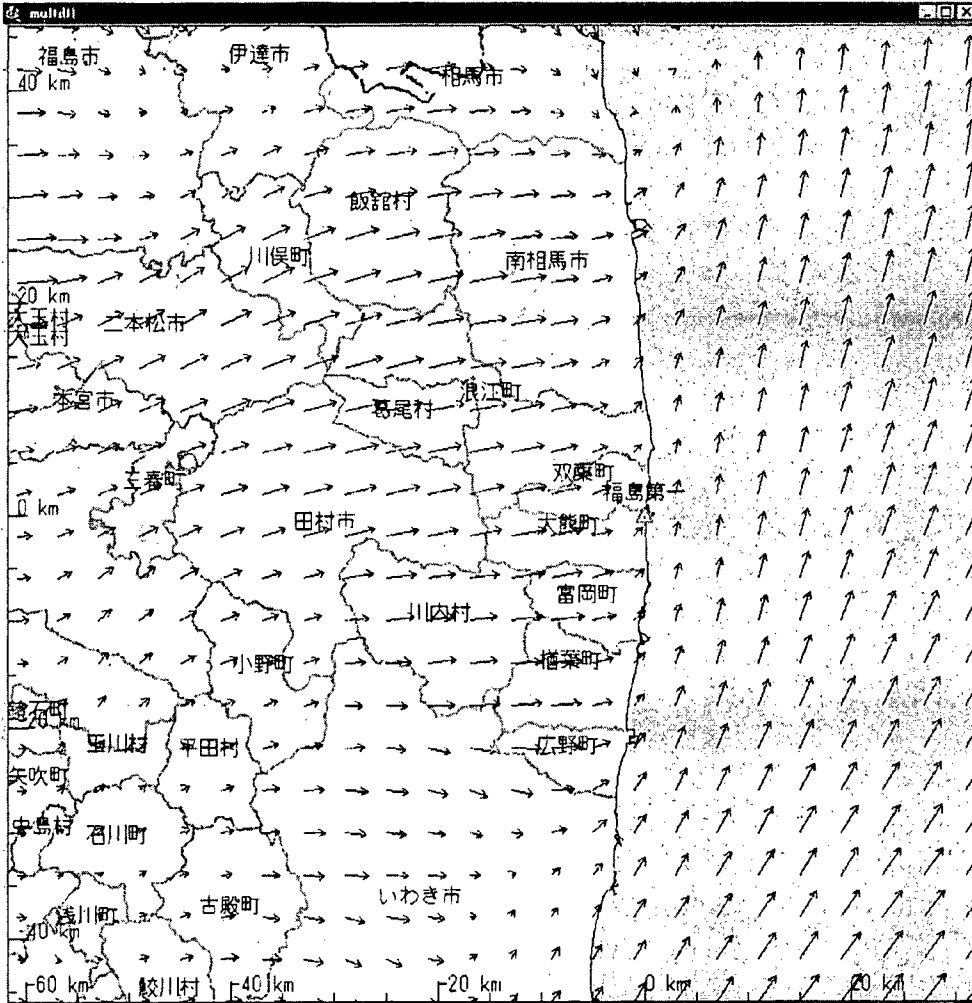 multdll
福島市
伊達市
相馬市
40 km
飯舘村
川俣町
南相馬市
20 km
大玉村
二本松市
大玉村
本宮市
浪江町
葛尾村
双葉町
三春町
福島第一
0 km
田村市
大熊町
富岡町
川内村
小野町
楢葉町
鏡石町
-20 km
玉川村
平田村
広野町
矢吹町
中島村
石川町
いわき市
古殿町
浅川町
-40 km
-60 km
鮫川村
-40 km
-20 km
0 km
20 km